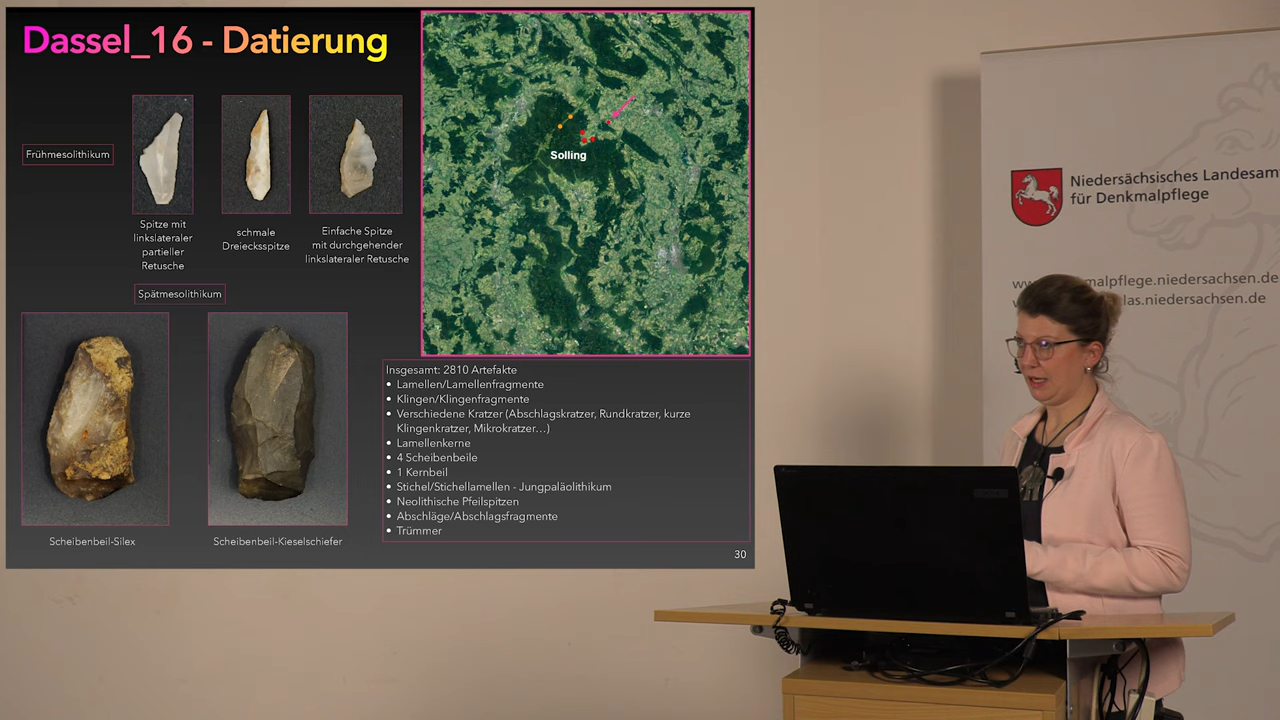 Dassel_16 - Datierung
Frühmesolithikum
Spitze mit
linkslateraler
partieller
Retusche
schmale
Dreiecksspitze
Einfache Spitze
mit durchgehender
linkslateraler Retusche
Spätmesolithikum
Scheibenbeil-Silex
Scheibenbeil-Kieselschiefer
Solling
Insgesamt: 2810 Artefakte
• Lamellen/Lamellenfragmente
• Klingen/Klingenfragmente
• Verschiedene Kratzer (Abschlagskratzer, Rundkratzer, kurze
Klingenkratzer, Mikrokratzer...)
• Lamellenkerne
• 4 Scheibenbeile
• 1 Kernbeil
• Stichel/Stichellamellen - Jungpaläolithikum
• Neolithische Pfeilspitzen
• Abschläge/Abschlagsfragmente
• Trümmer
30
Niedersächsisches Landesam
für Denkmalpflege
malpflege.niedersachsen.de
las.niedersachsen.de